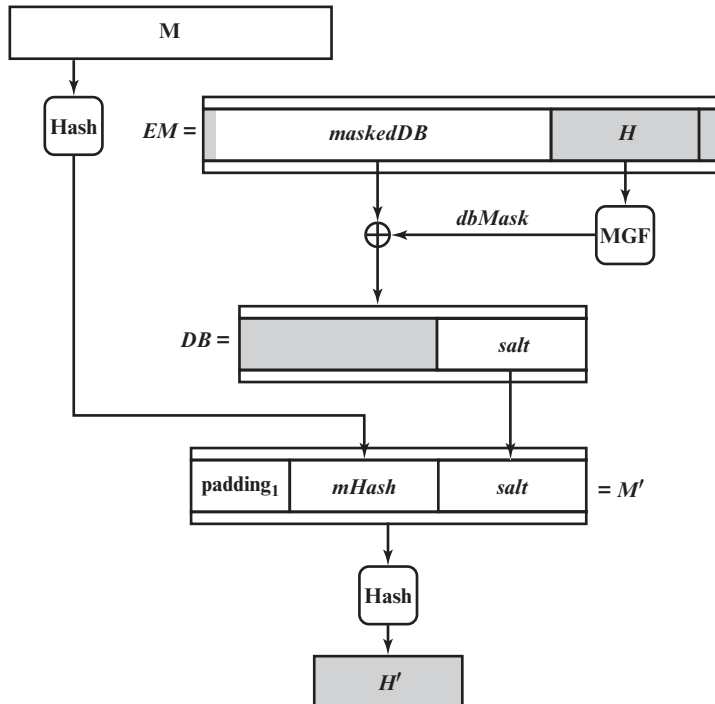 M
Hash
EM = maskedDB H
dbMask MGF
DB = salt
padding₁ mHash salt = M′
Hash
H′